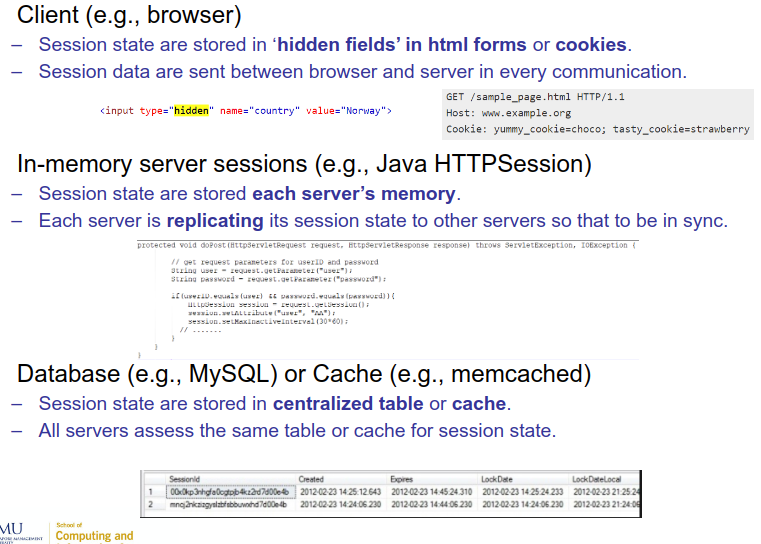 Client (e.g., browser)
– Session state are stored in ‘hidden fields’ in html forms or cookies.
– Session data are sent between browser and server in every communication.
<input type="hidden" name="country" value="Norway">
GET /sample_page.html HTTP/1.1
Host: www.example.org
Cookie: yummy_cookie=choco; tasty_cookie=strawberry
In-memory server sessions (e.g., Java HTTPSession)
– Session state are stored each server’s memory.
– Each server is replicating its session state to other servers so that to be in sync.
protected void doPost(HttpServletRequest request, HttpServletResponse response) throws ServletException, IOException {
// get request parameters for userID and password
String user = request.getParameter("user");
String password = request.getParameter("password");
if(userID.equals(user) && password.equals(password)){
HttpSession session = request.getSession();
session.setAttribute("user", "AA");
session.setMaxInactiveInterval(30*60);
// .......
}
}
}
Database (e.g., MySQL) or Cache (e.g., memcached)
– Session state are stored in centralized table or cache.
– All servers assess the same table or cache for session state.
SessionId Created Expires LockDate LockDateLocal
1 2012-02-23 14:25:12.643 2012-02-23 14:45:24.310 2012-02-23 14:25:24.233 2012-02-23 21:25:24
2 2012-02-23 14:24:06.230 2012-02-23 14:44:06.230 2012-02-23 14:24:06.230 2012-02-23 21:24:06
MU
School of
Computing and